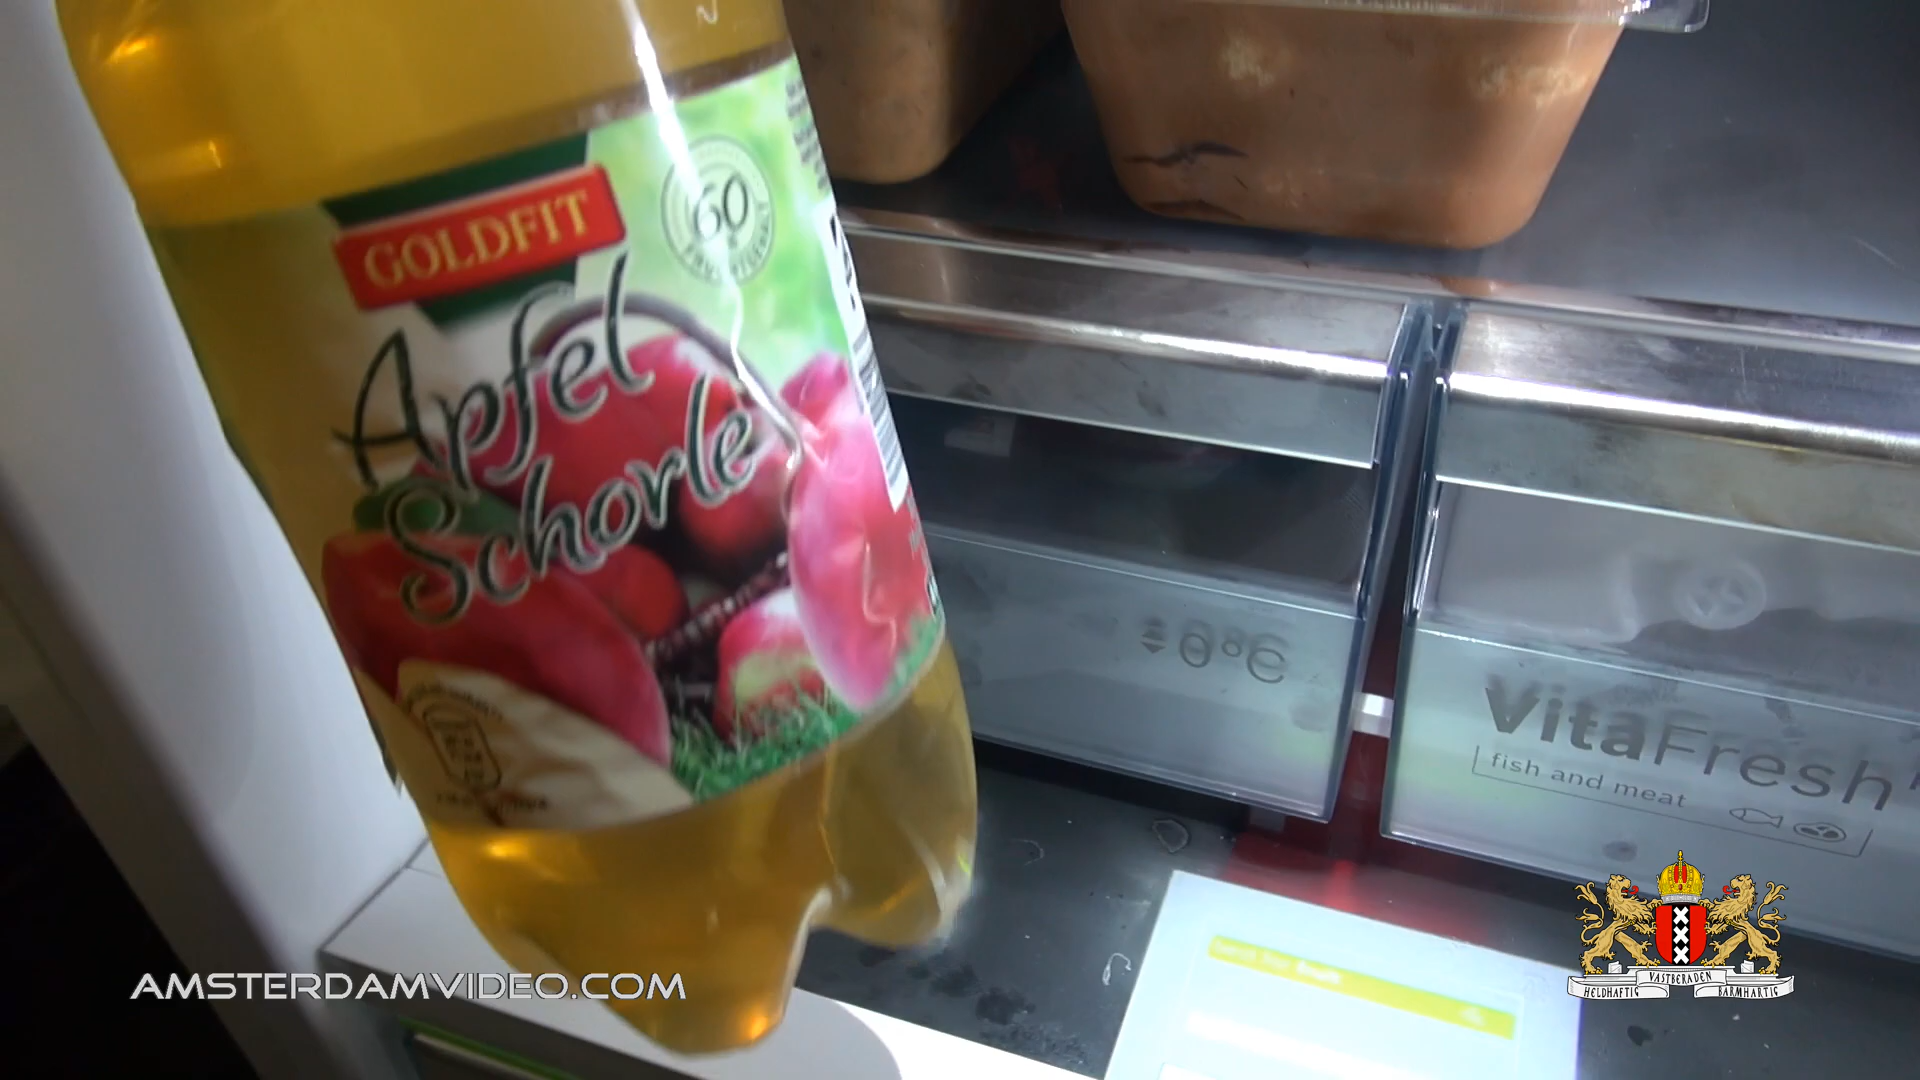 GOLDFIT
60
Apfel
Schorle
0°C
VitaFresh
fish and meat
AMSTERDAMVIDEO.COM
HELDHAFTIG VASTBERADEN BARMHARTIG